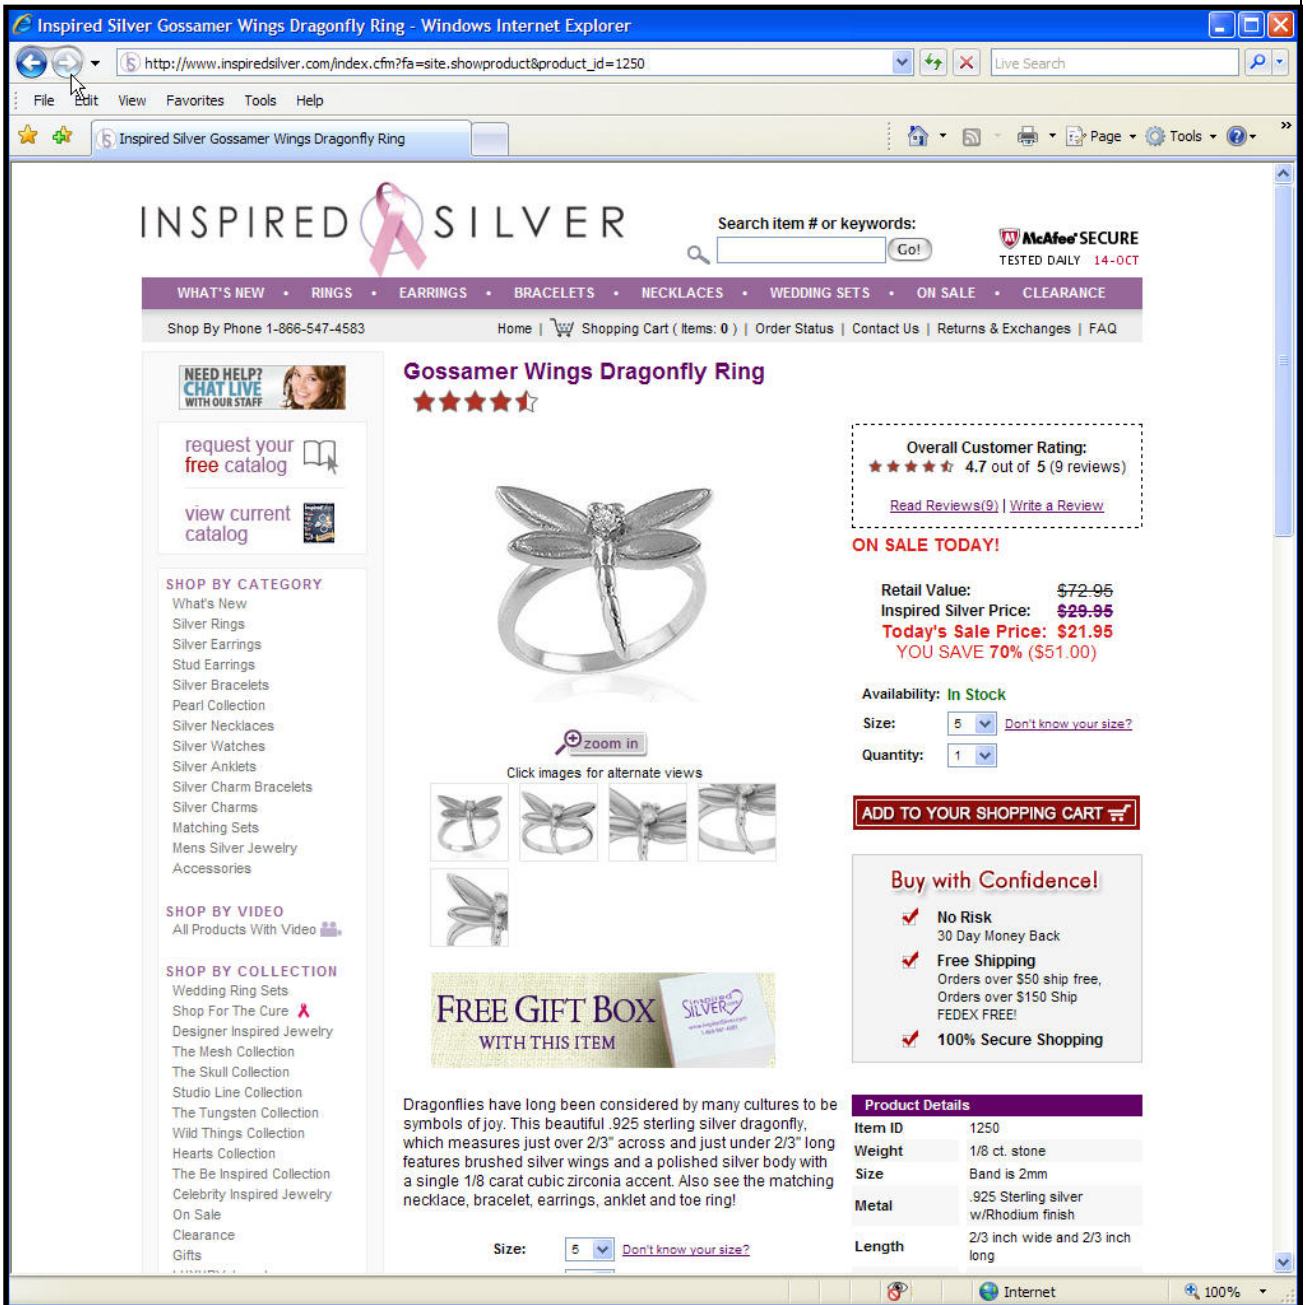 Inspired Silver Gossamer Wings Dragonfly Ring - Windows Internet Explorer
http://www.inspiredsilver.com/index.cfm?fa=site.showproduct&product_id=1250
Live Search
File Edit View Favorites Tools Help
Inspired Silver Gossamer Wings Dragonfly Ring
Page Tools
INSPIRED SILVER
Search item # or keywords:
Go!
McAfee SECURE
TESTED DAILY 14-OCT
WHAT'S NEW • RINGS • EARRINGS • BRACELETS • NECKLACES • WEDDING SETS • ON SALE • CLEARANCE
Shop By Phone 1-866-547-4583
Home | Shopping Cart ( Items: 0 ) | Order Status | Contact Us | Returns & Exchanges | FAQ
NEED HELP?
CHAT LIVE
WITH OUR STAFF
request your
free catalog
view current
catalog
SHOP BY CATEGORY
What's New
Silver Rings
Silver Earrings
Stud Earrings
Silver Bracelets
Pearl Collection
Silver Necklaces
Silver Watches
Silver Anklets
Silver Charm Bracelets
Silver Charms
Matching Sets
Mens Silver Jewelry
Accessories
SHOP BY VIDEO
All Products With Video
SHOP BY COLLECTION
Wedding Ring Sets
Shop For The Cure
Designer Inspired Jewelry
The Mesh Collection
The Skull Collection
Studio Line Collection
The Tungsten Collection
Wild Things Collection
Hearts Collection
The Be Inspired Collection
Celebrity Inspired Jewelry
On Sale
Clearance
Gifts
Gossamer Wings Dragonfly Ring
zoom in
Click images for alternate views
FREE GIFT BOX
WITH THIS ITEM
inspired
SILVER.com
Dragonflies have long been considered by many cultures to be
symbols of joy. This beautiful .925 sterling silver dragonfly,
which measures just over 2/3" across and just under 2/3" long
features brushed silver wings and a polished silver body with
a single 1/8 carat cubic zirconia accent. Also see the matching
necklace, bracelet, earrings, anklet and toe ring!
Size: 5 Don't know your size?
Overall Customer Rating:
4.7 out of 5 (9 reviews)
Read Reviews(9) | Write a Review
ON SALE TODAY!
Retail Value: $72.95
Inspired Silver Price: $29.95
Today's Sale Price: $21.95
YOU SAVE 70% ($51.00)
Availability: In Stock
Size: 5 Don't know your size?
Quantity: 1
ADD TO YOUR SHOPPING CART
Buy with Confidence!
No Risk
30 Day Money Back
Free Shipping
Orders over $50 ship free,
Orders over $150 Ship
FEDEX FREE!
100% Secure Shopping
Product Details
Item ID 1250
Weight 1/8 ct. stone
Size Band is 2mm
Metal .925 Sterling silver
w/Rhodium finish
Length 2/3 inch wide and 2/3 inch
long
Internet
100%